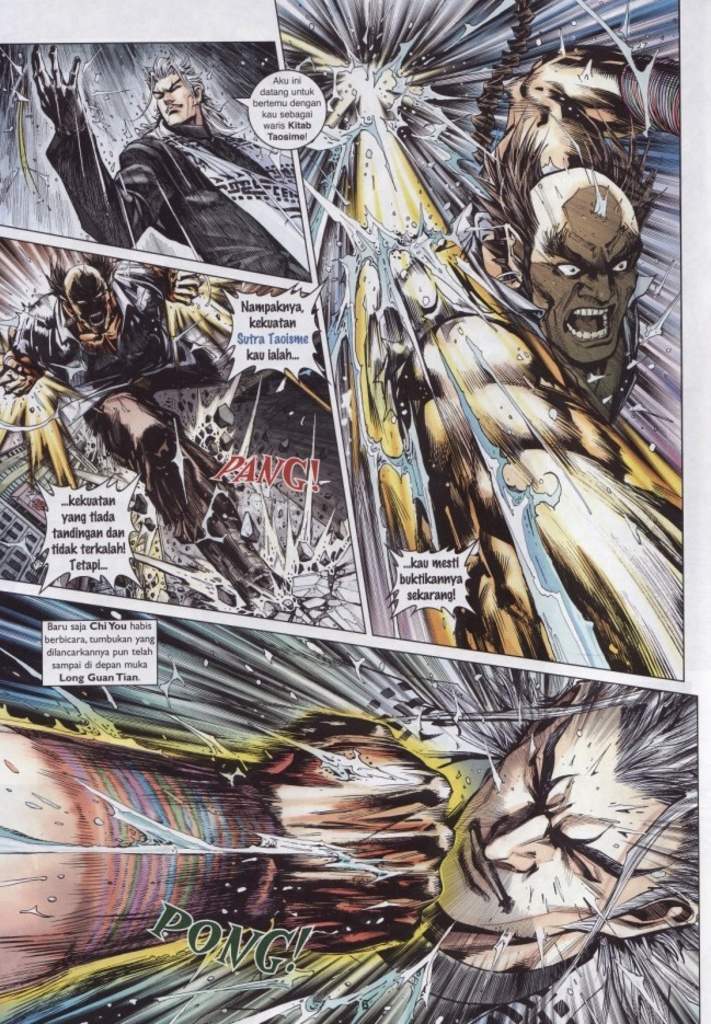 Aku ini
datang untuk
bertemu dengan
kau sebagai
waris Kitab
Taosime!
Nampaknya,
kekuatan
Sutra Taoisme
kau ialah...
PANG!
...kekuatan
yang tiada
tandingan dan
tidak terkalah!
Tetapi...
...kau mesti
buktikannya
sekarang!
Baru saja Chi You habis
berbicara, tumbukan yang
dilancarkannya pun telah
sampai di depan muka
Long Guan Tian.
PONG!